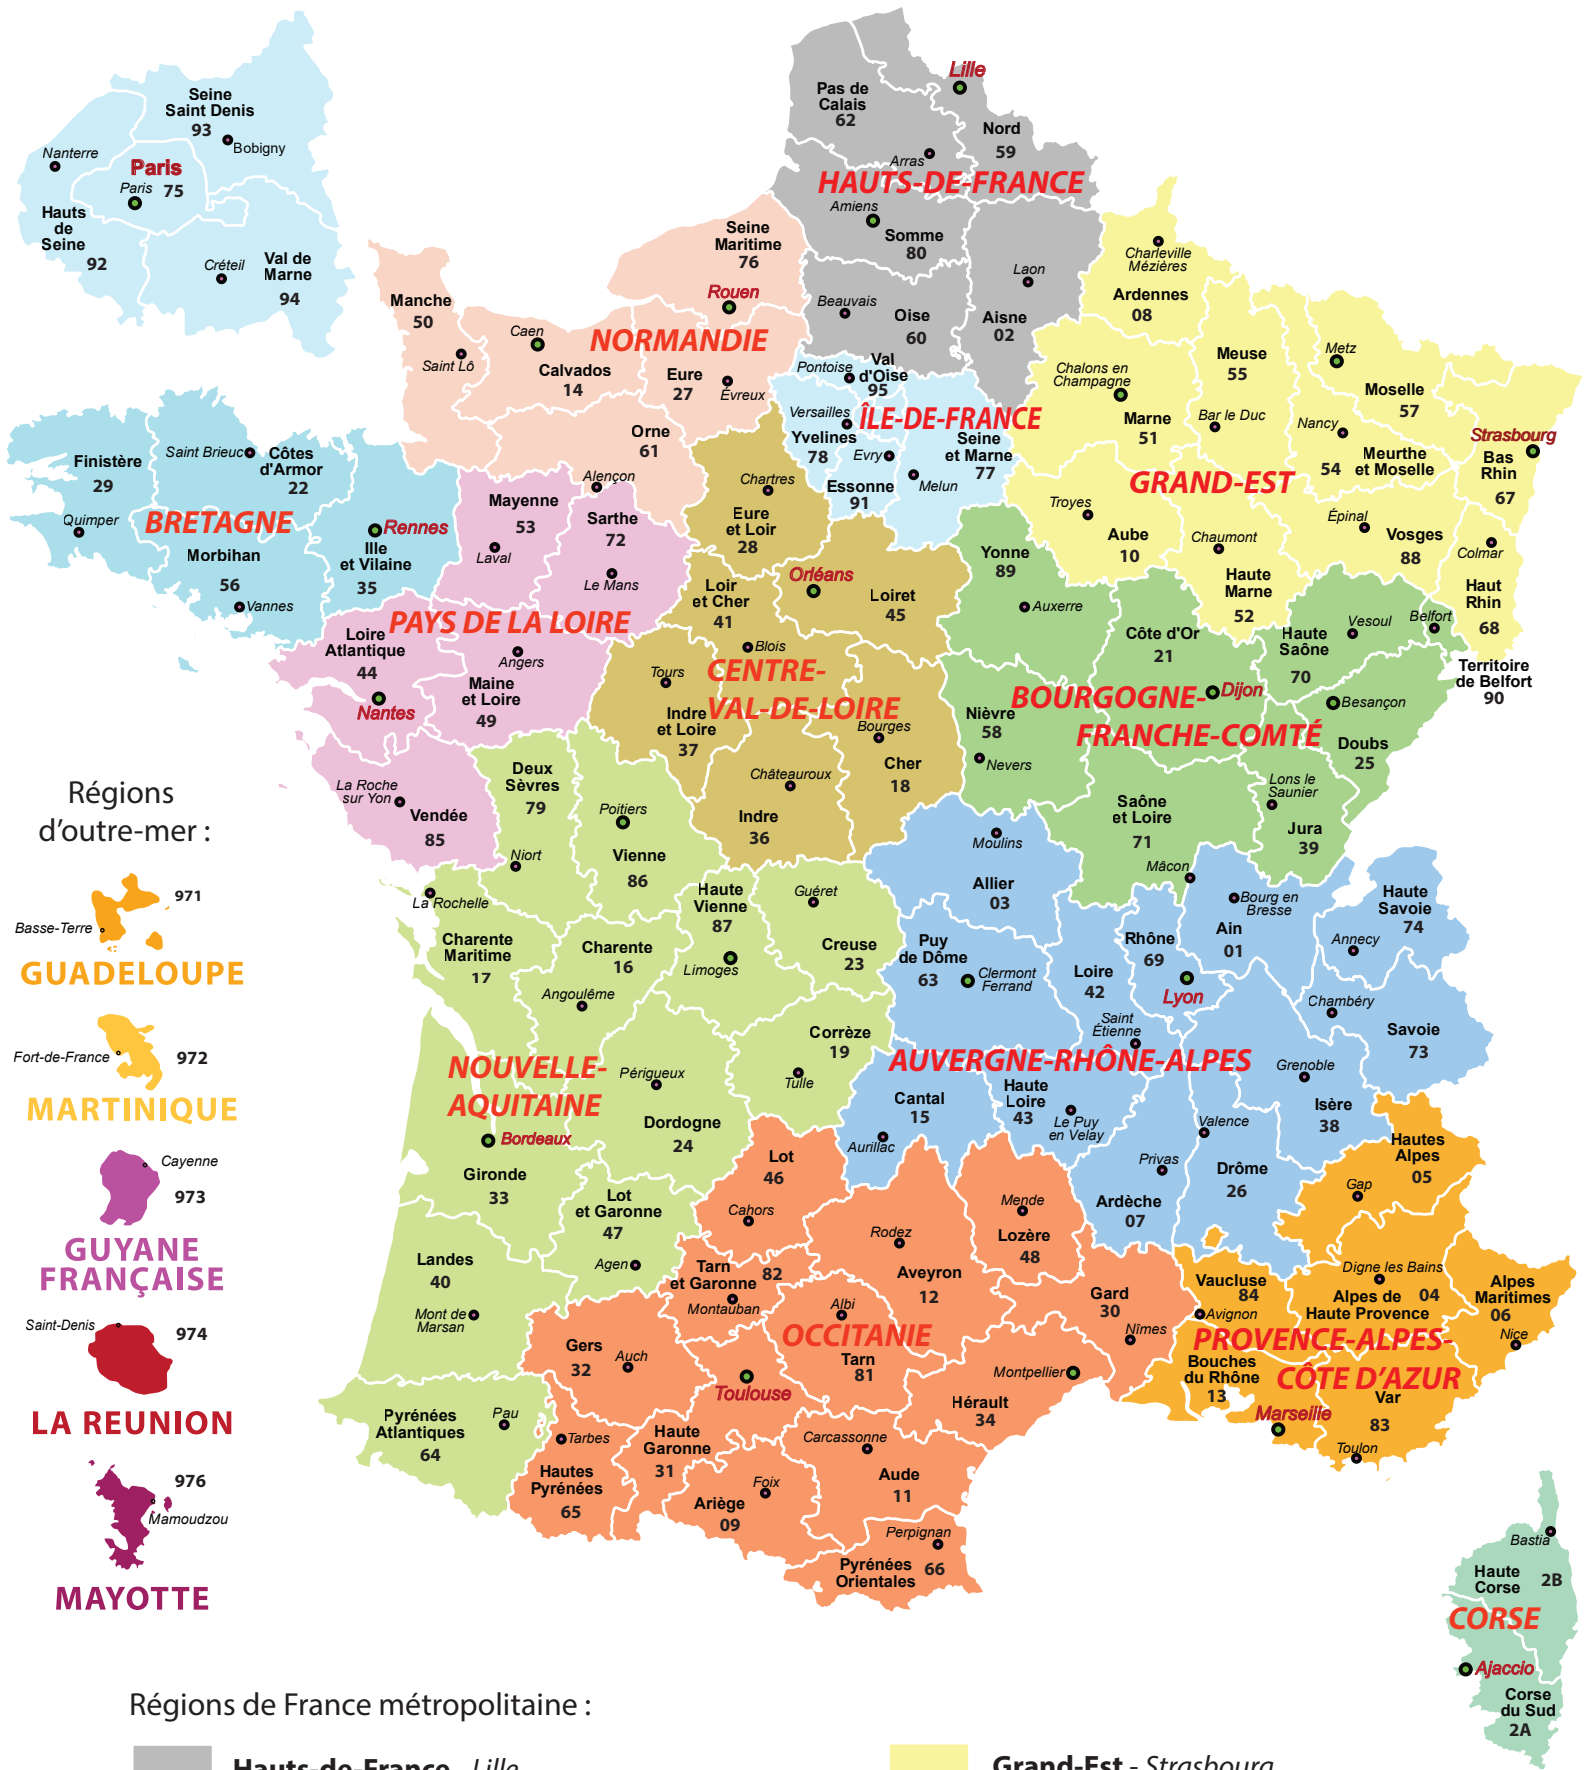 Seine
Saint Denis
93
Bobigny
Nanterre
Paris
Paris
75
Hauts
de
Seine
92
Créteil
Val de
Marne
94
Lille
Pas de
Calais
62
Nord
59
Arras
HAUTS-DE-FRANCE
Amiens
Somme
80
Beauvais
Oise
60
Laon
Aisne
02
Seine
Maritime
76
Rouen
Manche
50
Saint Lô
Caen
Calvados
14
NORMANDIE
Eure
27
Évreux
Orne
61
Alençon
Charleville
Mézières
Ardennes
08
Chalons en
Champagne
Marne
51
Meuse
55
Bar le Duc
Metz
Moselle
57
Nancy
54
Meurthe
et Moselle
Strasbourg
Bas
Rhin
67
GRAND-EST
Troyes
Aube
10
Chaumont
Haute
Marne
52
Épinal
Vosges
88
Colmar
Haut
Rhin
68
Pontoise
Val
d'Oise
95
Versailles
ÎLE-DE-FRANCE
Yvelines
78
Evry
Essonne
91
Melun
Seine
et Marne
77
Finistère
29
Quimper
Saint Brieuc
Côtes
d'Armor
22
BRETAGNE
Morbihan
56
Vannes
Rennes
Ille
et Vilaine
35
Mayenne
53
Laval
Sarthe
72
Le Mans
PAYS DE LA LOIRE
Loire
Atlantique
44
Nantes
Angers
Maine
et Loire
49
La Roche
sur Yon
Vendée
85
Chartres
Eure
et Loir
28
Orléans
Loiret
45
Loir
et Cher
41
Blois
Tours
Indre
et Loire
37
CENTRE-
VAL-DE-LOIRE
Bourges
Cher
18
Châteauroux
Indre
36
Yonne
89
Auxerre
Côte d'Or
21
Dijon
Vesoul
Haute
Saône
70
Belfort
Territoire
de Belfort
90
BOURGOGNE-
FRANCHE-COMTÉ
Besançon
Doubs
25
Nièvre
58
Nevers
Saône
et Loire
71
Mâcon
Lons le
Saunier
Jura
39
Deux
Sèvres
79
Niort
Poitiers
Vienne
86
La Rochelle
Charente
Maritime
17
Charente
16
Angoulême
Haute
Vienne
87
Limoges
Guéret
Creuse
23
Corrèze
19
Tulle
NOUVELLE-
AQUITAINE
Périgueux
Dordogne
24
Bordeaux
Gironde
33
Lot
et Garonne
47
Agen
Landes
40
Mont de
Marsan
Pyrénées
Atlantiques
64
Pau
Moulins
Allier
03
Puy
de Dôme
63
Clermont
Ferrand
Loire
42
Saint
Étienne
Rhône
69
Lyon
Bourg en
Bresse
Ain
01
Haute
Savoie
74
Annecy
Chambéry
Savoie
73
AUVERGNE-RHÔNE-ALPES
Grenoble
Isère
38
Cantal
15
Aurillac
Haute
Loire
43
Le Puy
en Velay
Privas
Ardèche
07
Valence
Drôme
26
Lot
46
Cahors
Rodez
Aveyron
12
Mende
Lozère
48
Tarn
et Garonne
82
Montauban
Albi
Tarn
81
OCCITANIE
Gard
30
Nîmes
Gers
32
Auch
Toulouse
Montpellier
Hérault
34
Tarbes
Hautes
Pyrénées
65
Haute
Garonne
31
Foix
Ariège
09
Carcassonne
Aude
11
Perpignan
Pyrénées
Orientales
66
Hautes
Alpes
05
Gap
Vaucluse
84
Avignon
Digne les Bains
Alpes de
Haute Provence
04
Alpes
Maritimes
06
Nice
PROVENCE-ALPES-
CÔTE D'AZUR
Bouches
du Rhône
13
Marseille
Var
83
Toulon
Bastia
Haute
Corse
2B
CORSE
Ajaccio
Corse
du Sud
2A
Régions
d’outre-mer :
971
Basse-Terre
GUADELOUPE
Fort-de-France
972
MARTINIQUE
Cayenne
973
GUYANE
FRANÇAISE
Saint-Denis
974
LA REUNION
976
Mamoudzou
MAYOTTE
Régions de France métropolitaine :
Hauts-de-France - Lille
Grand-Est - Strasbourg